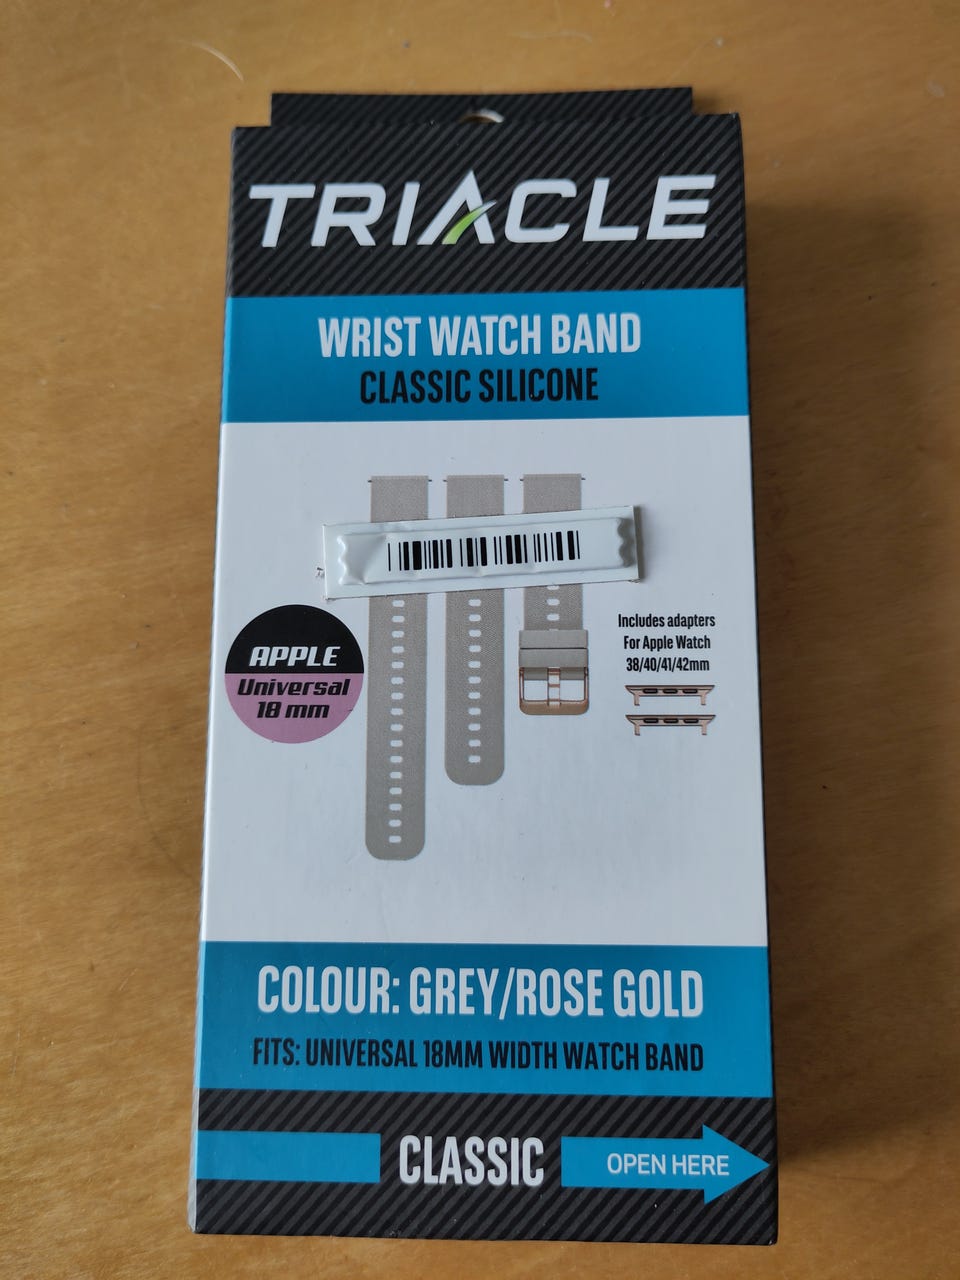 TRIACLE
WRIST WATCH BAND
CLASSIC SILICONE
Includes adapters
For Apple Watch
38/40/41/42mm
APPLE
Universal
18 mm
COLOUR: GREY/ROSE GOLD
FITS: UNIVERSAL 18MM WIDTH WATCH BAND
CLASSIC
OPEN HERE